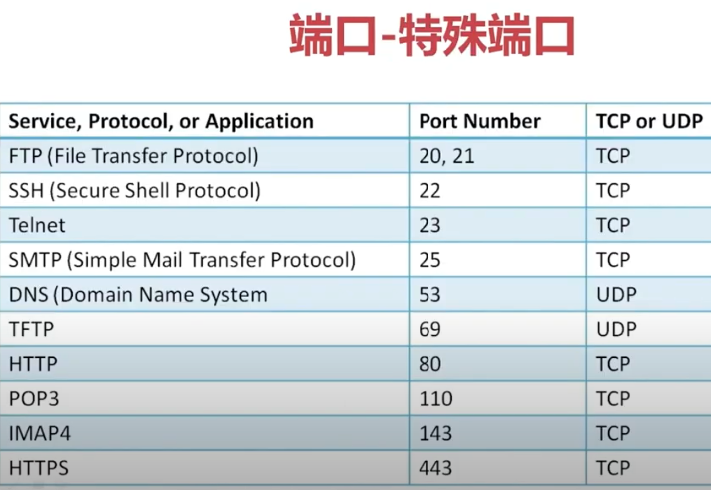 端口-特殊端口
Service, Protocol, or Application Port Number TCP or UDP
FTP (File Transfer Protocol) 20, 21 TCP
SSH (Secure Shell Protocol) 22 TCP
Telnet 23 TCP
SMTP (Simple Mail Transfer Protocol) 25 TCP
DNS (Domain Name System 53 UDP
TFTP 69 UDP
HTTP 80 TCP
POP3 110 TCP
IMAP4 143 TCP
HTTPS 443 TCP